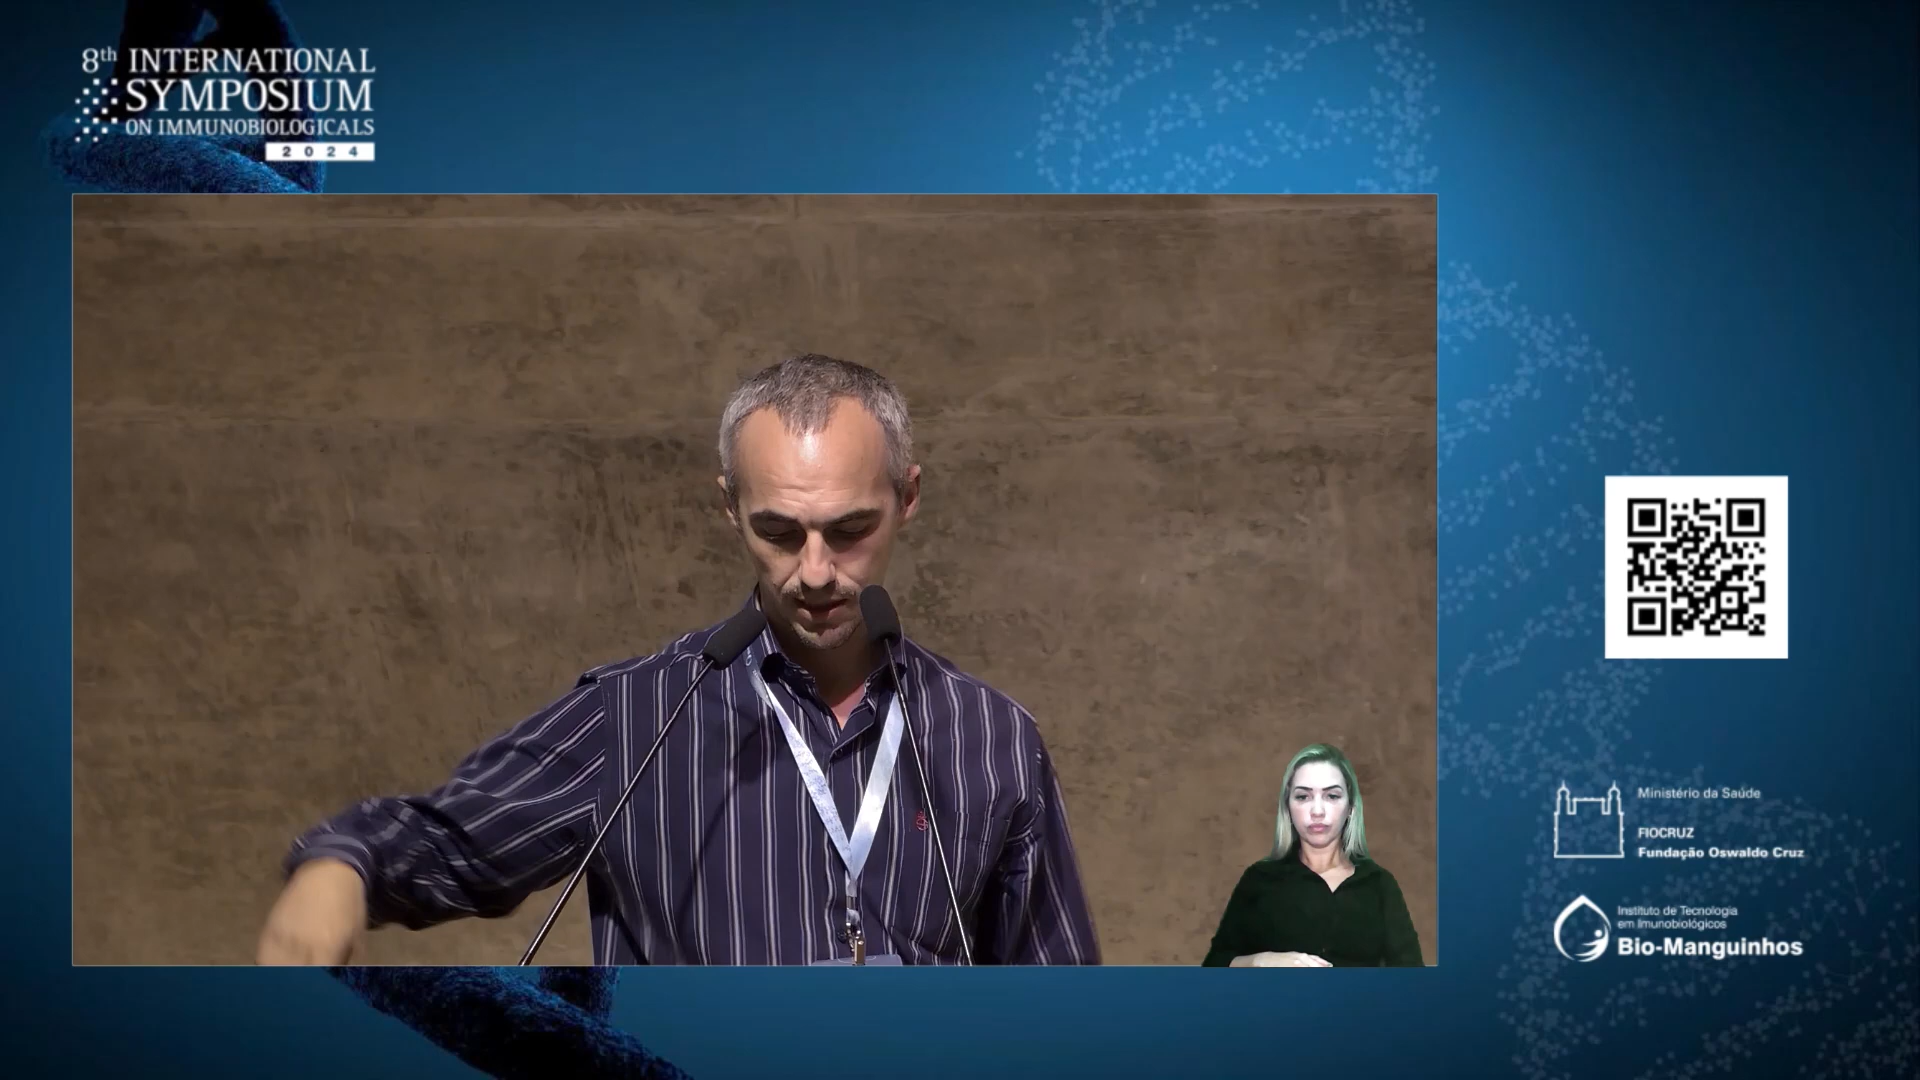 8th INTERNATIONAL
SYMPOSIUM
ON IMMUNOBIOLOGICALS
2024
Ministério da Saúde
FIOCRUZ
Fundação Oswaldo Cruz
Instituto de Tecnologia
em Imunobiológicos
Bio-Manguinhos